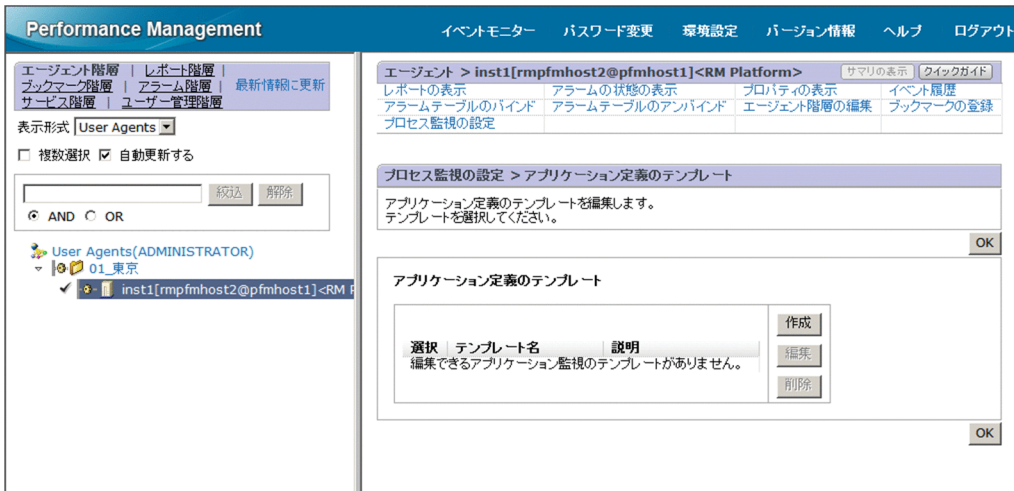 Performance Management
イベントモニター パスワード変更 環境設定 バージョン情報 ヘルプ ログアウト
エージェント階層 | レポート階層 |
ブックマーク階層 | アラーム階層 | 最新情報に更新
サービス階層 | ユーザー管理階層
表示形式 User Agents
複数選択 自動更新する
絞込 解除
AND OR
User Agents(ADMINISTRATOR)
01_東京
inst1[rmpfmhost2@pfmhost1]<RM P
エージェント > inst1[rmpfmhost2@pfmhost1]<RM Platform> サマリの表示 クイックガイド
レポートの表示 アラームの状態の表示 プロパティの表示 イベント履歴
アラームテーブルのバインド アラームテーブルのアンバインド エージェント階層の編集 ブックマークの登録
プロセス監視の設定
プロセス監視の設定 > アプリケーション定義のテンプレート
アプリケーション定義のテンプレートを編集します。
テンプレートを選択してください。
OK
アプリケーション定義のテンプレート
作成
選択 テンプレート名 説明
編集できるアプリケーション監視のテンプレートがありません。
編集
削除
OK